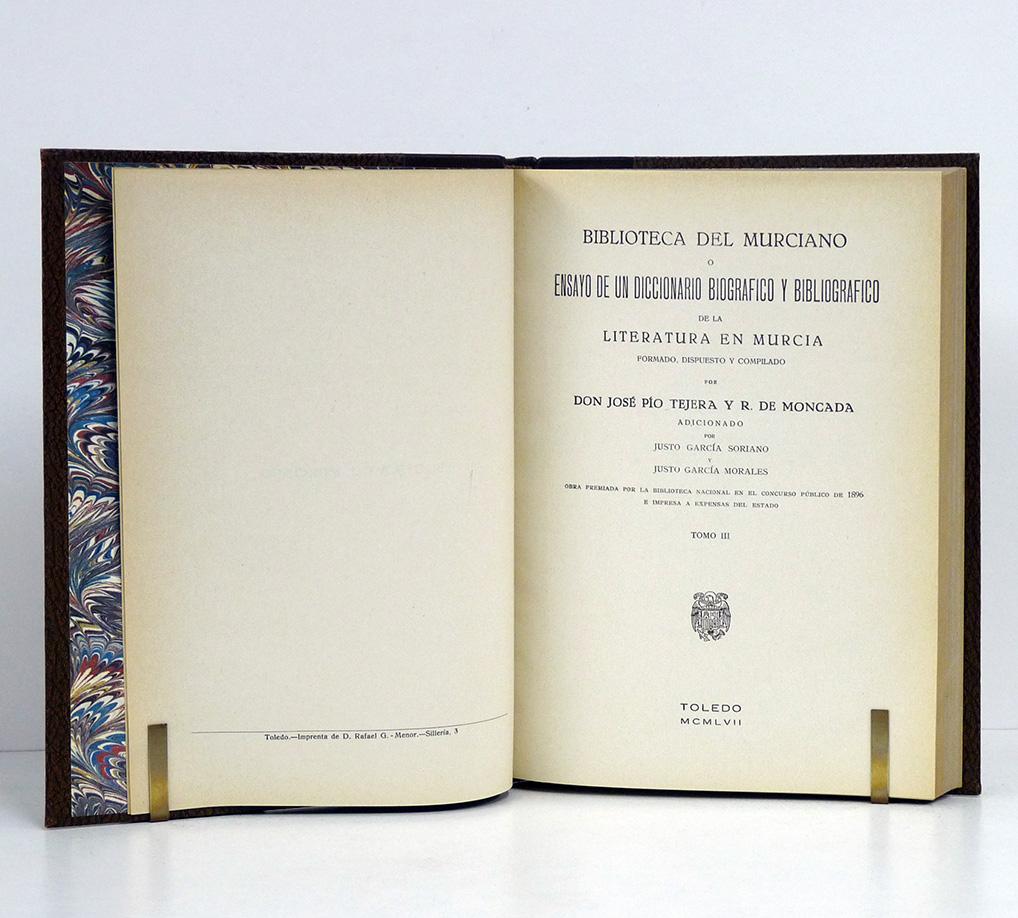 Toledo.—Imprenta de D. Rafael G.-Menor.—Sillería, 3
BIBLIOTECA DEL MURCIANO
O
ENSAYO DE UN DICCIONARIO BIOGRAFICO Y BIBLIOGRAFICO
DE LA
LITERATURA EN MURCIA
FORMADO, DISPUESTO Y COMPILADO
POR
DON JOSÉ PÍO TEJERA Y R. DE MONCADA
ADICIONADO
POR
JUSTO GARCÍA SORIANO
Y
JUSTO GARCÍA MORALES
OBRA PREMIADA POR LA BIBLIOTECA NACIONAL EN EL CONCURSO PÚBLICO DE 1896
E IMPRESA A EXPENSAS DEL ESTADO
TOMO III
TOLEDO
MCMLVII